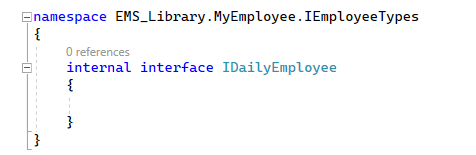 namespace EMS_Library.MyEmployee.IEmployeeTypes
{
0 references
internal interface IDailyEmployee
{
}
}